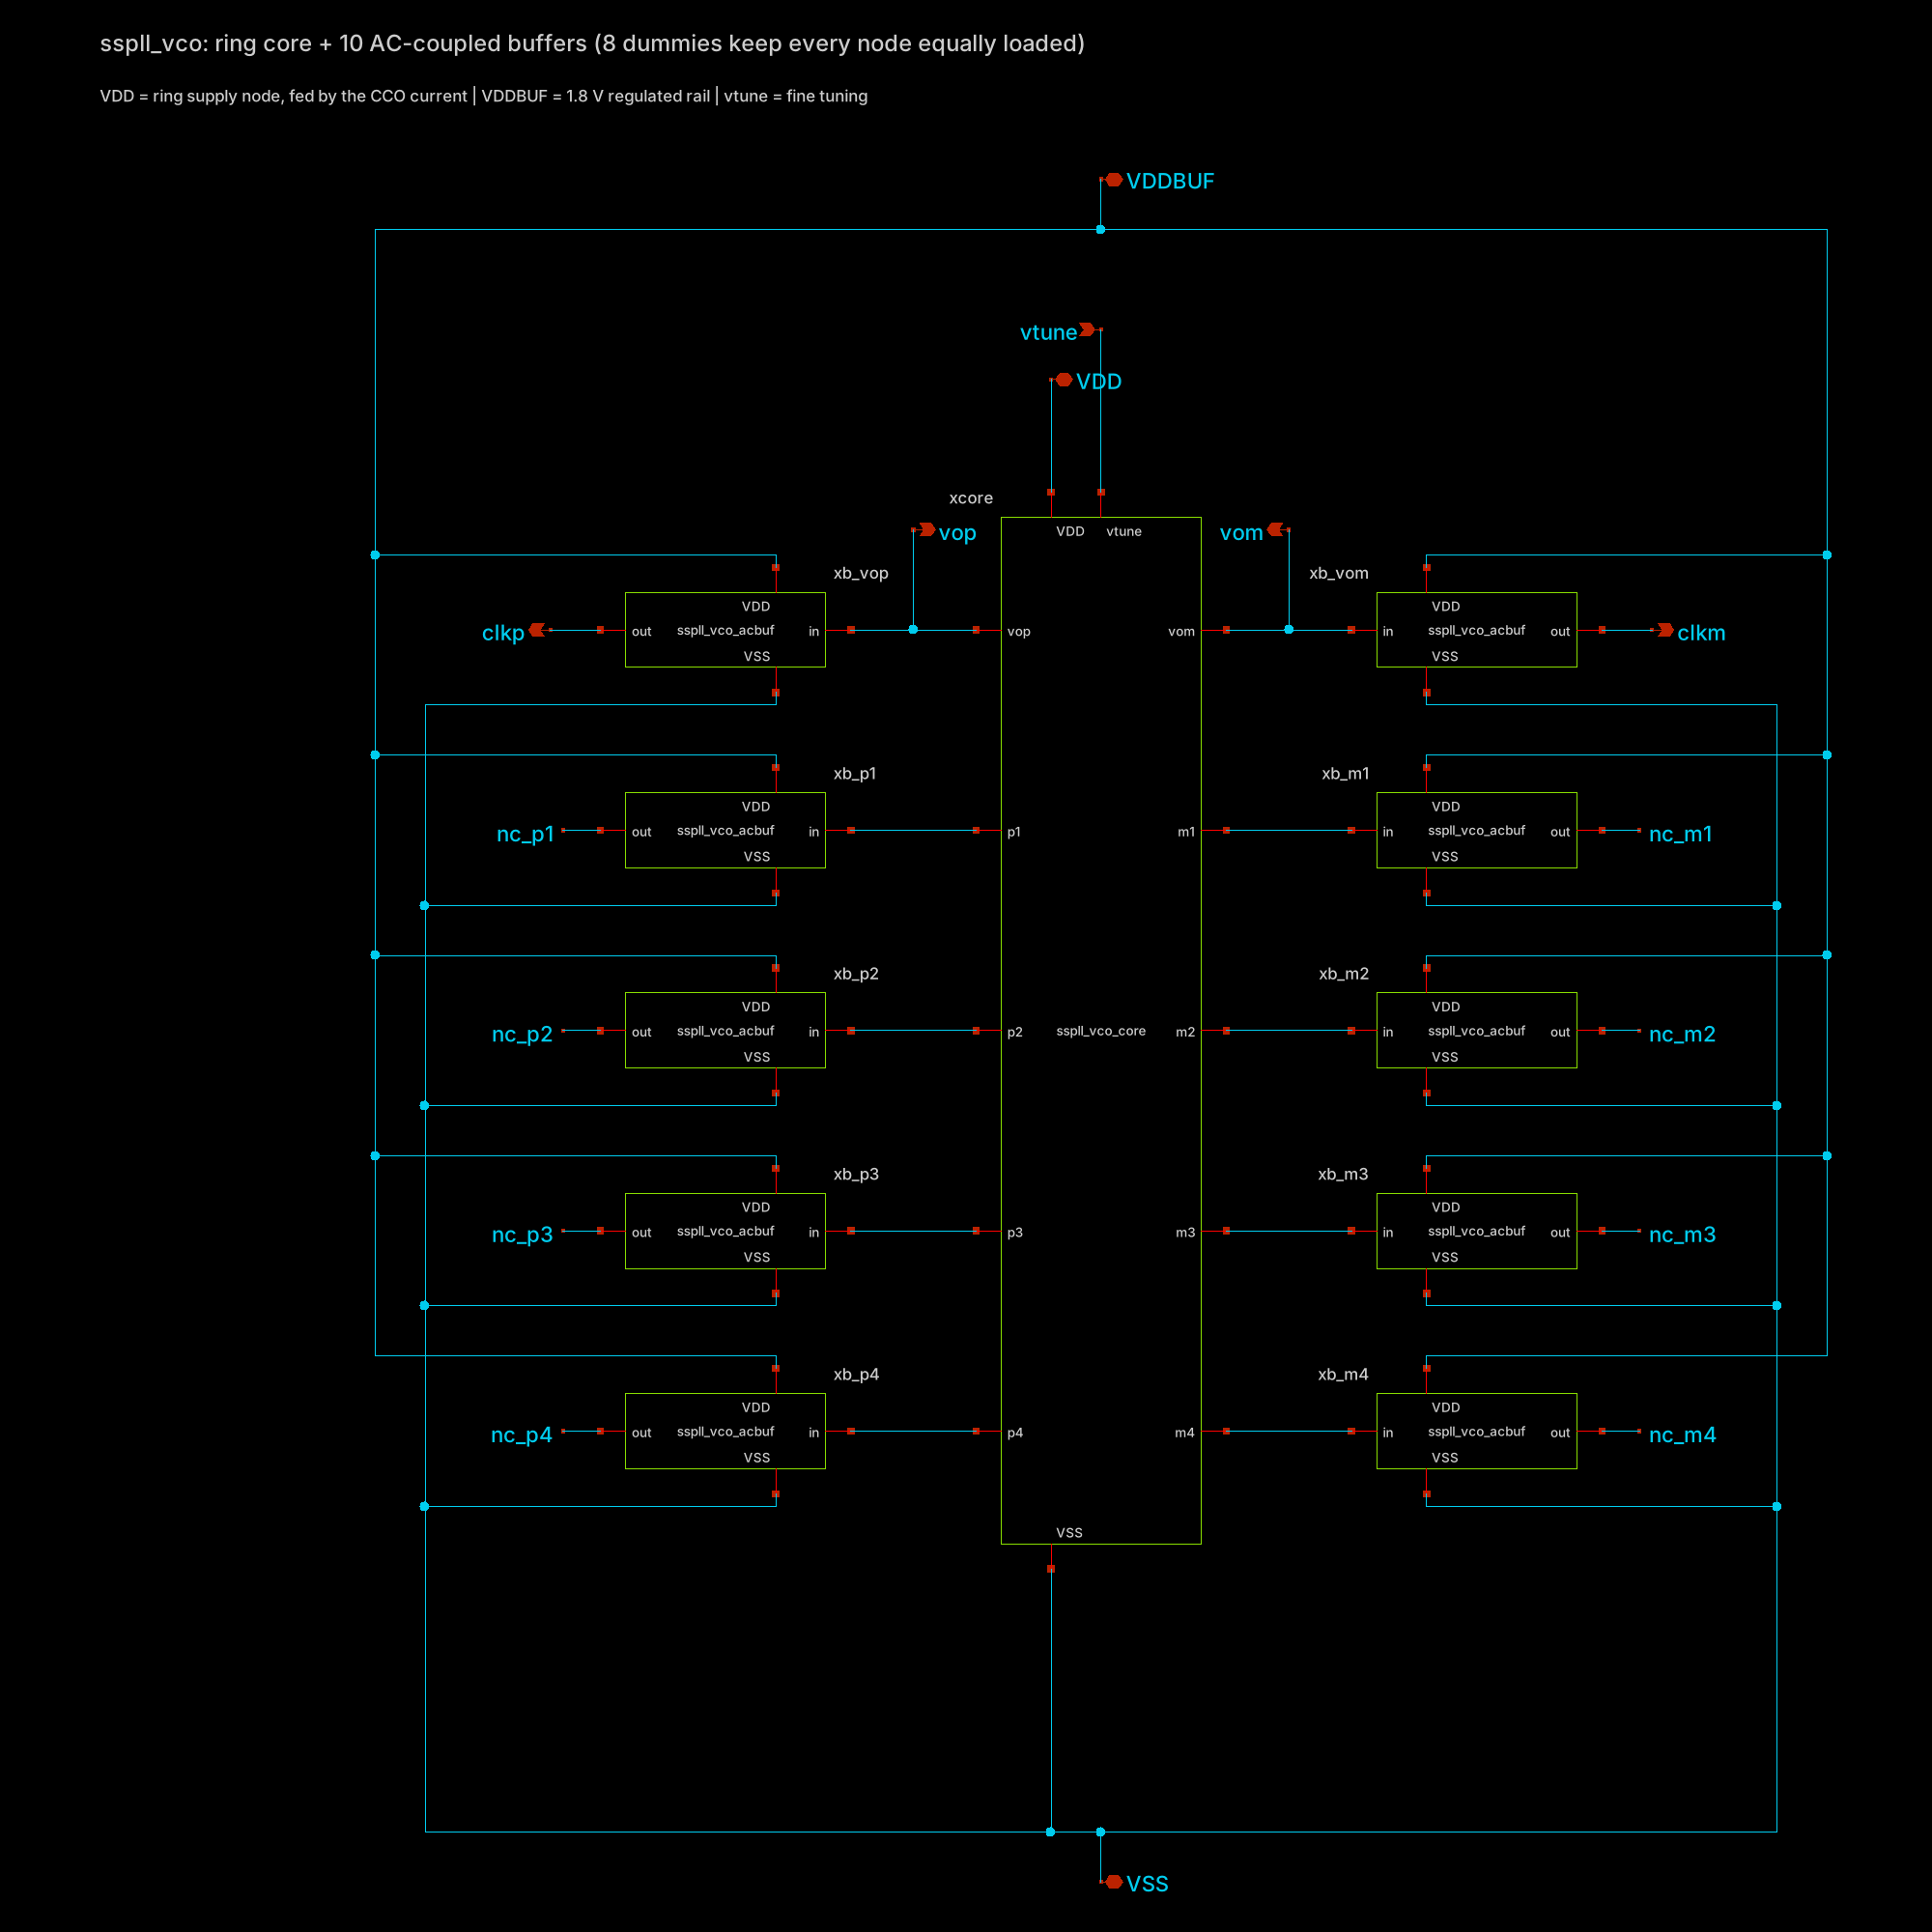 sspll_vco: ring core + 10 AC-coupled buffers (8 dummies keep every node equally loaded)
VDD = ring supply node, fed by the CCO current | VDDBUF = 1.8 V regulated rail | vtune = fine tuning
VDDBUF
vtune
VDD
xcore
VDD vtune
vop
vom
xb_vop
xb_vom
VDD
VDD
clkp
out sspll_vco_acbuf in
vop
vom
in sspll_vco_acbuf out
clkm
VSS
VSS
xb_p1
xb_m1
VDD
VDD
nc_p1
out sspll_vco_acbuf in
p1
m1
in sspll_vco_acbuf out
nc_m1
VSS
VSS
xb_p2
xb_m2
VDD
VDD
nc_p2
out sspll_vco_acbuf in
p2
sspll_vco_core
m2
in sspll_vco_acbuf out
nc_m2
VSS
VSS
xb_p3
xb_m3
VDD
VDD
nc_p3
out sspll_vco_acbuf in
p3
m3
in sspll_vco_acbuf out
nc_m3
VSS
VSS
xb_p4
xb_m4
VDD
VDD
nc_p4
out sspll_vco_acbuf in
p4
m4
in sspll_vco_acbuf out
nc_m4
VSS
VSS
VSS
VSS